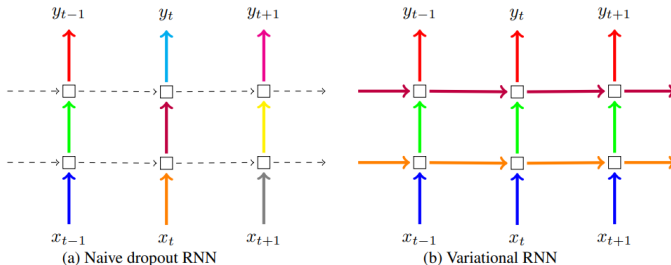 y_{t-1} y_t y_{t+1} y_{t-1} y_t y_{t+1}
x_{t-1} x_t x_{t+1} x_{t-1} x_t x_{t+1}
(a) Naive dropout RNN (b) Variational RNN